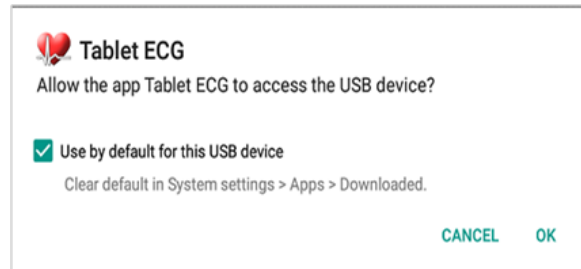 Tablet ECG
Allow the app Tablet ECG to access the USB device?
Use by default for this USB device
Clear default in System settings > Apps > Downloaded.
CANCEL OK